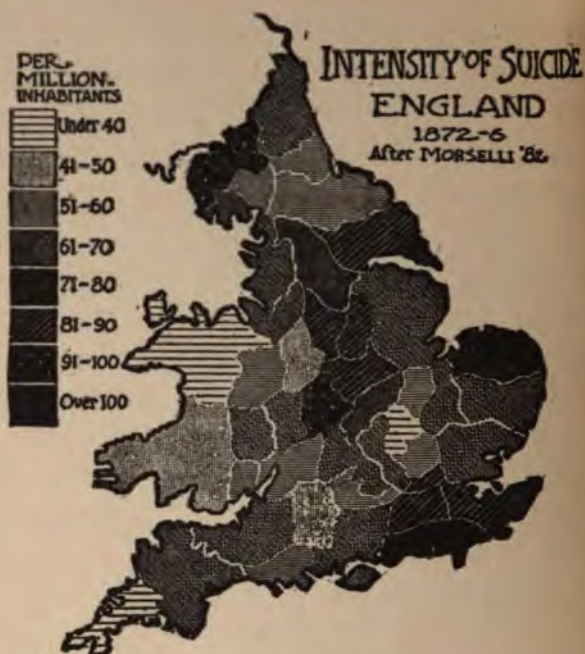 INTENSITY OF SUICIDE
ENGLAND
1872-6
After MORSELLI '82
PER
MILLION
INHABITANTS
Under 40
41-50
51-60
61-70
71-80
81-90
91-100
Over 100